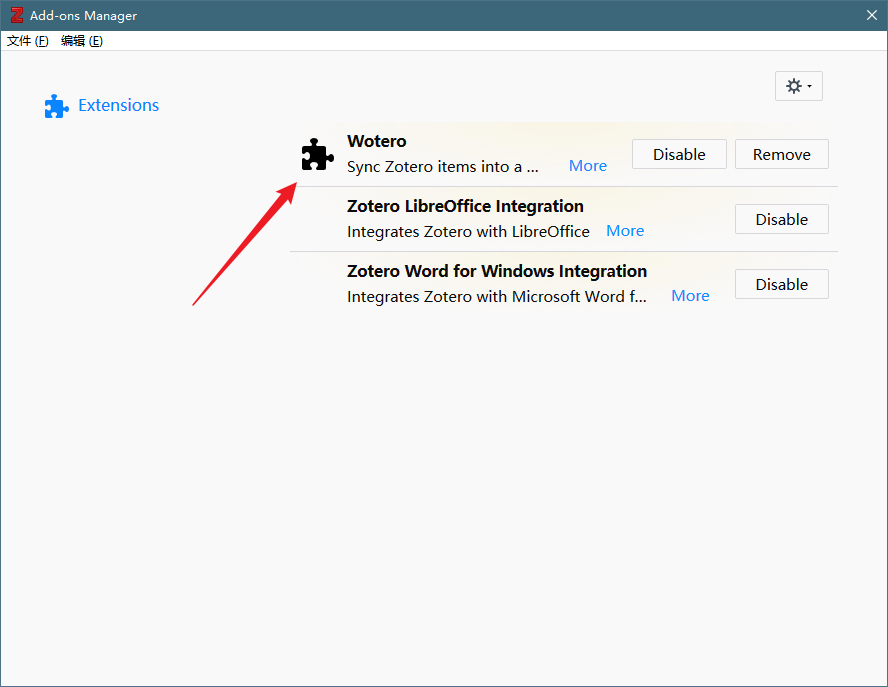 Add-ons Manager
文件 (F) 编辑 (E)
Extensions
Wotero
Sync Zotero items into a ... More
Disable Remove
Zotero LibreOffice Integration
Integrates Zotero with LibreOffice More
Disable
Zotero Word for Windows Integration
Integrates Zotero with Microsoft Word f... More
Disable